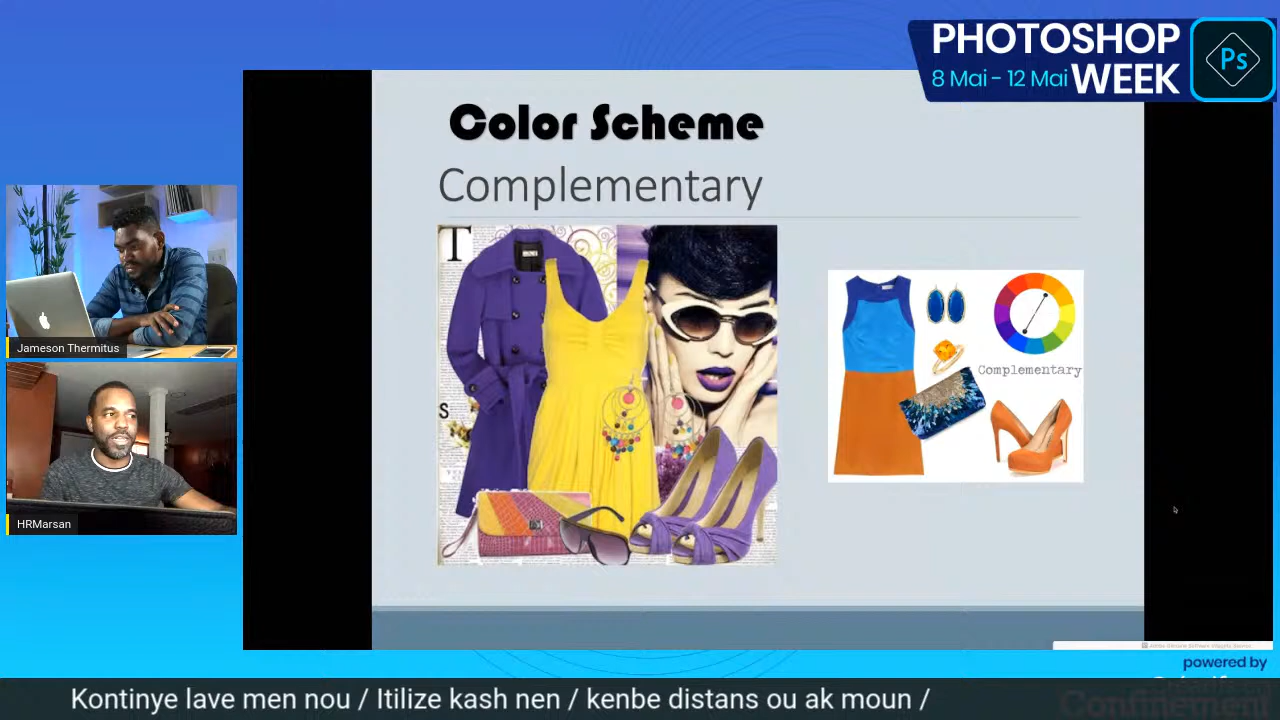 PHOTOSHOP
8 Mai - 12 Mai WEEK
Ps
Color Scheme
Complementary
T
S
Complementary
Jameson Thermitus
HRMarsan
powered by
Confinement
Kontinye lave men nou / Itilize kash nen / kenbe distans ou ak moun /